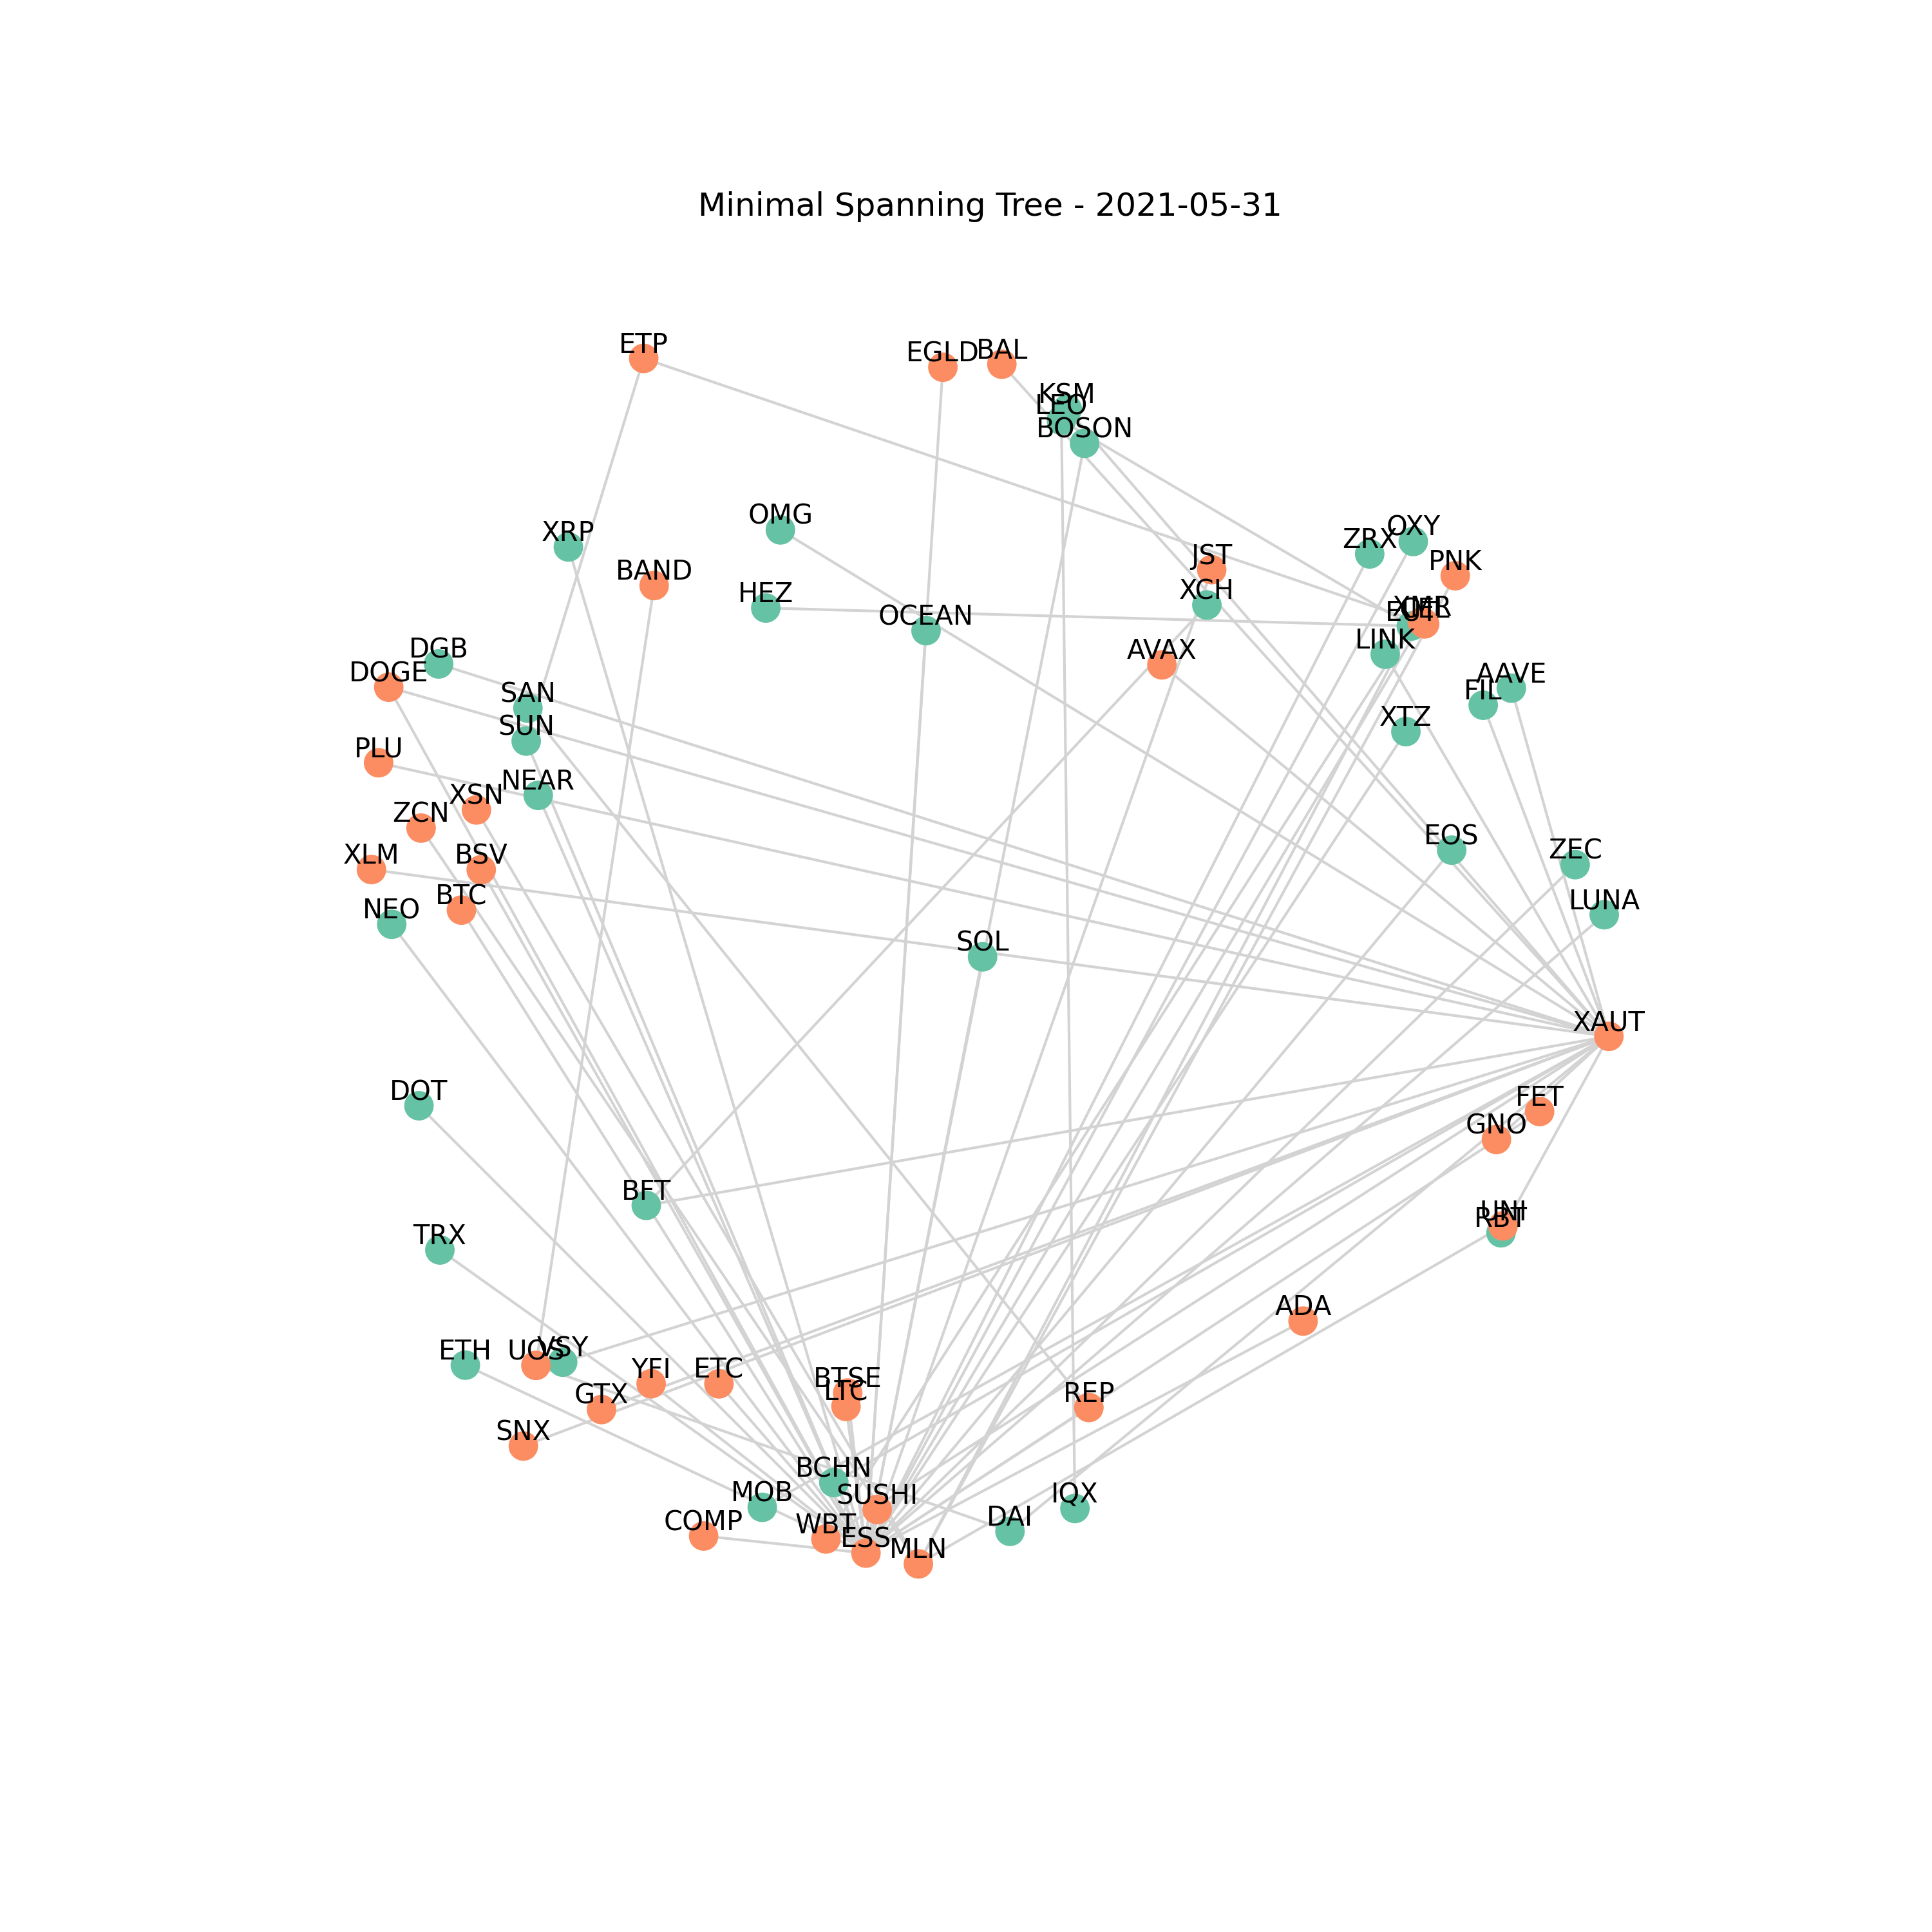 Minimal Spanning Tree - 2021-05-31
ETP
EGLD
BAL
KSM
LEO
BOSON
OMG
XRP
OXY
ZRX
JST
PNK
BAND
HEZ
XCH
OCEAN
LINK
AVAX
DGB
DOGE
AAVE
FIL
SAN
XTZ
SUN
PLU
NEAR
XSN
ZCN
EOS
XLM
BSV
ZEC
BTC
NEO
LUNA
SOL
XAUT
DOT
FET
GNO
BFT
UNI
RBT
TRX
ADA
ETH
UOS
VSY
YFI
ETC
BTSE
LTC
GTX
REP
SNX
BCHN
MOB
SUSHI
IQX
COMP
WBT
DAI
ESS
MLN